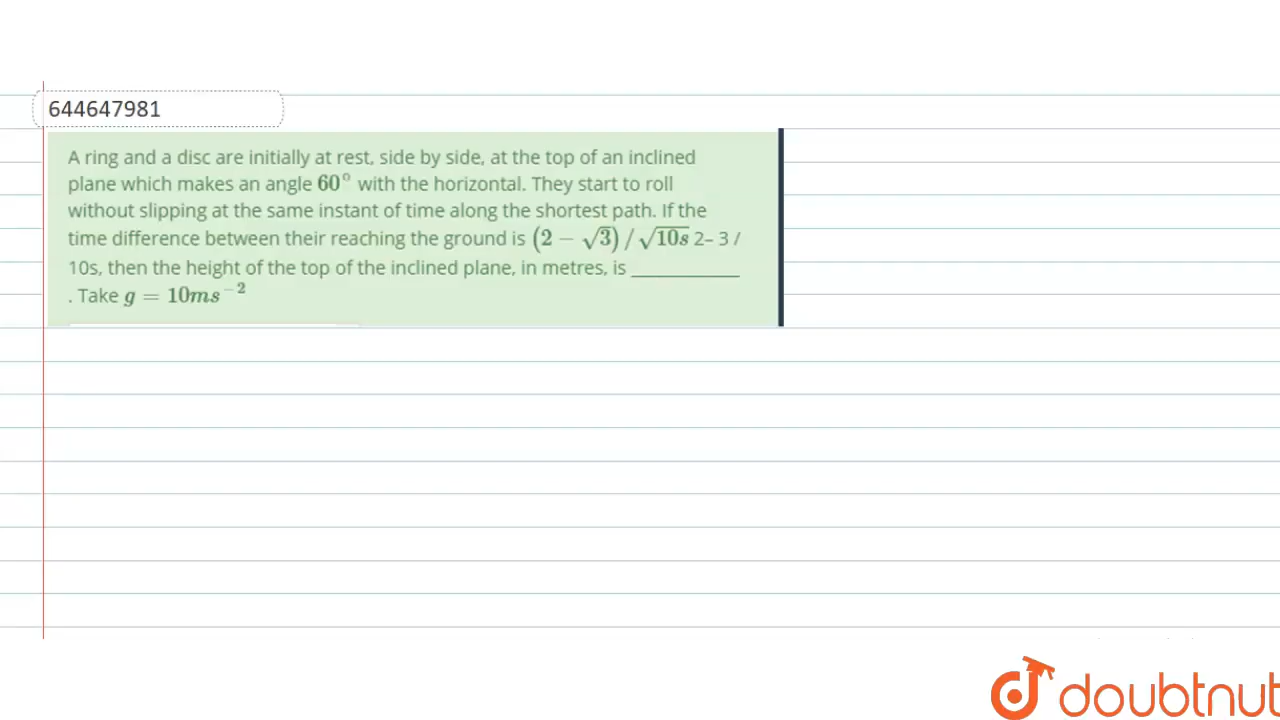 644647981
A ring and a disc are initially at rest, side by side, at the top of an inclined
plane which makes an angle 60° with the horizontal. They start to roll
without slipping at the same instant of time along the shortest path. If the
time difference between their reaching the ground is (2 − √3) / √10s 2– 3 /
10s, then the height of the top of the inclined plane, in metres, is ____________
. Take g = 10ms⁻²
doubtnut